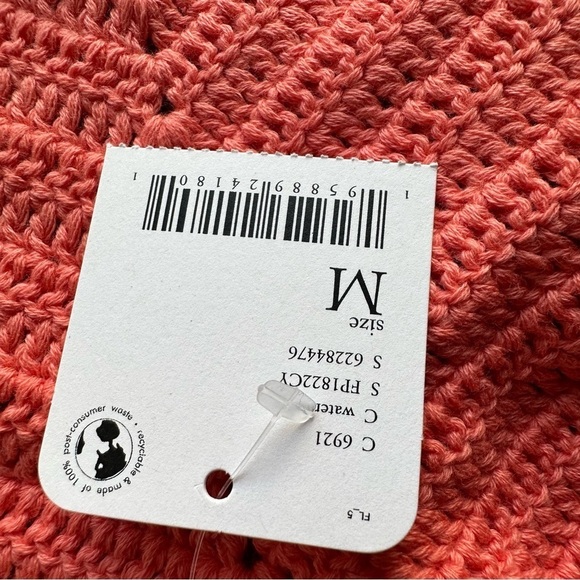 FL_5
C 6921
C water
S FP1822CY
S 62284476
size
M
1 95889 24180 1
recyclable & made of 100% post-consumer waste •